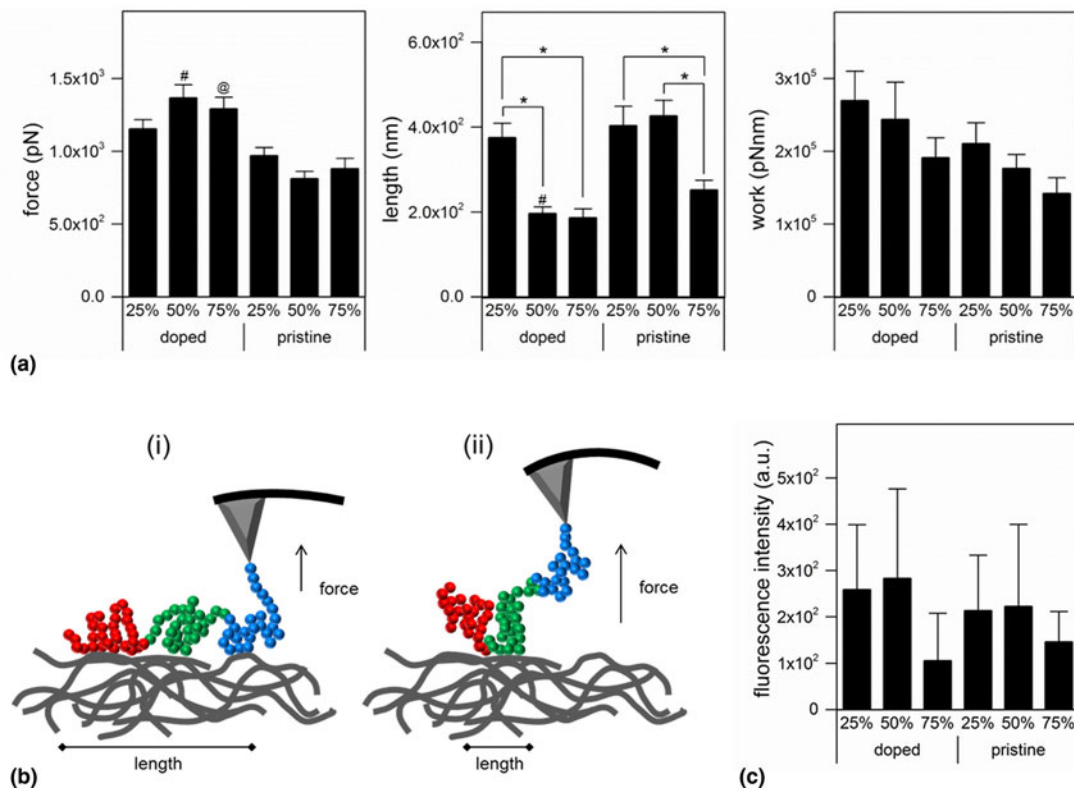 1.5x10³
1.0x10³
5.0x10²
0.0
force (pN)
#
@
25% 50% 75% 25% 50% 75%
doped
pristine
6.0x10²
4.0x10²
2.0x10²
0.0
length (nm)
*
*
*
*
#
25% 50% 75% 25% 50% 75%
doped
pristine
3x10⁵
2x10⁵
1x10⁵
0
work (pNnm)
25% 50% 75% 25% 50% 75%
doped
pristine
(a)
(i)
force
length
(ii)
force
length
(b)
5x10²
4x10²
3x10²
2x10²
1x10²
0
fluorescence intensity (a.u.)
25% 50% 75% 25% 50% 75%
doped
pristine
(c)